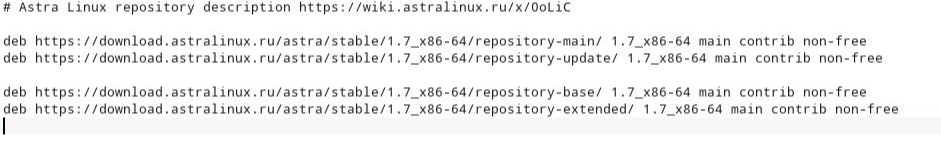 # Astra Linux repository description https://wiki.astralinux.ru/x/0oLiC
deb https://download.astralinux.ru/astra/stable/1.7_x86-64/repository-main/ 1.7_x86-64 main contrib non-free
deb https://download.astralinux.ru/astra/stable/1.7_x86-64/repository-update/ 1.7_x86-64 main contrib non-free
deb https://download.astralinux.ru/astra/stable/1.7_x86-64/repository-base/ 1.7_x86-64 main contrib non-free
deb https://download.astralinux.ru/astra/stable/1.7_x86-64/repository-extended/ 1.7_x86-64 main contrib non-free